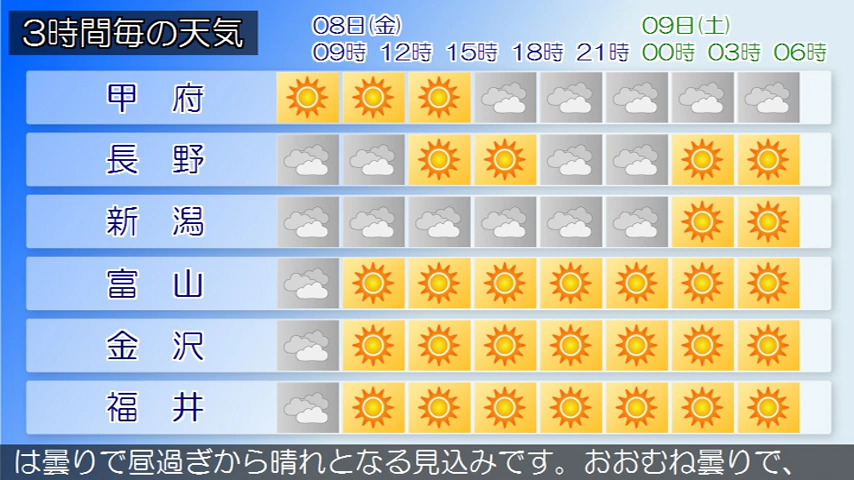 3時間毎の天気
08日(金) 09日(土)
09時 12時 15時 18時 21時 00時 03時 06時
甲 府
長 野
新 潟
富 山
金 沢
福 井
は曇りで昼過ぎから晴れとなる見込みです。おおむね曇りで、